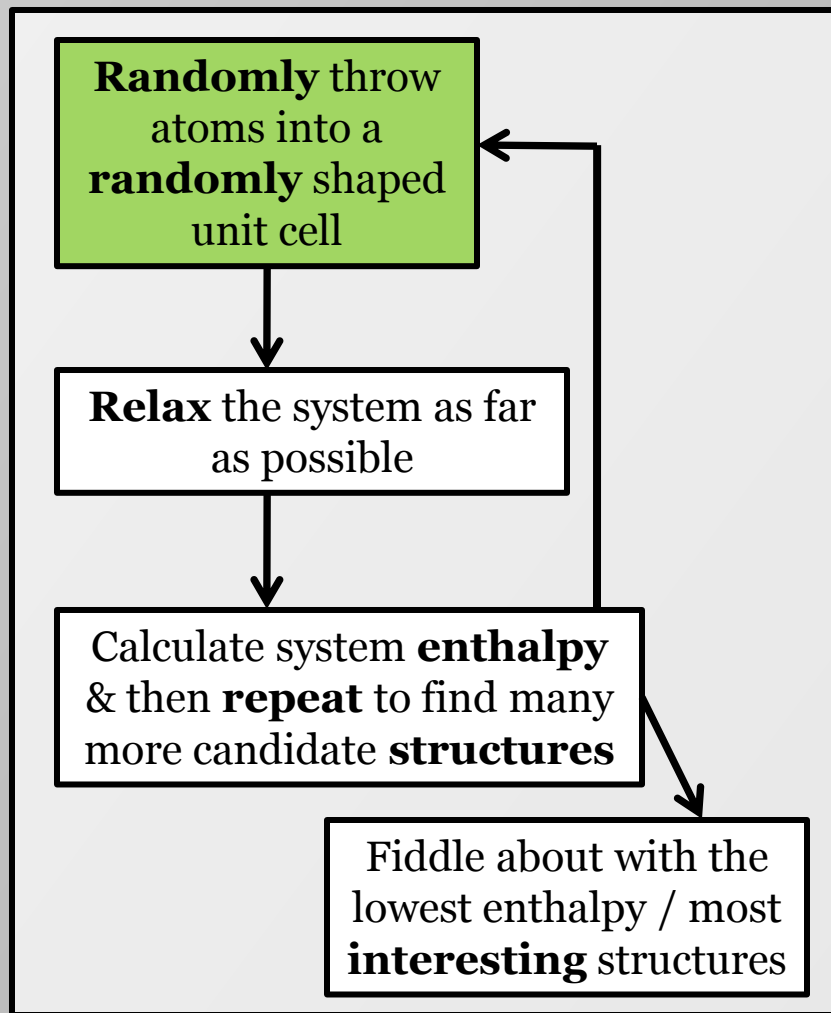 Randomly throw
atoms into a
randomly shaped
unit cell
Relax the system as far
as possible
Calculate system enthalpy
& then repeat to find many
more candidate structures
Fiddle about with the
lowest enthalpy / most
interesting structures